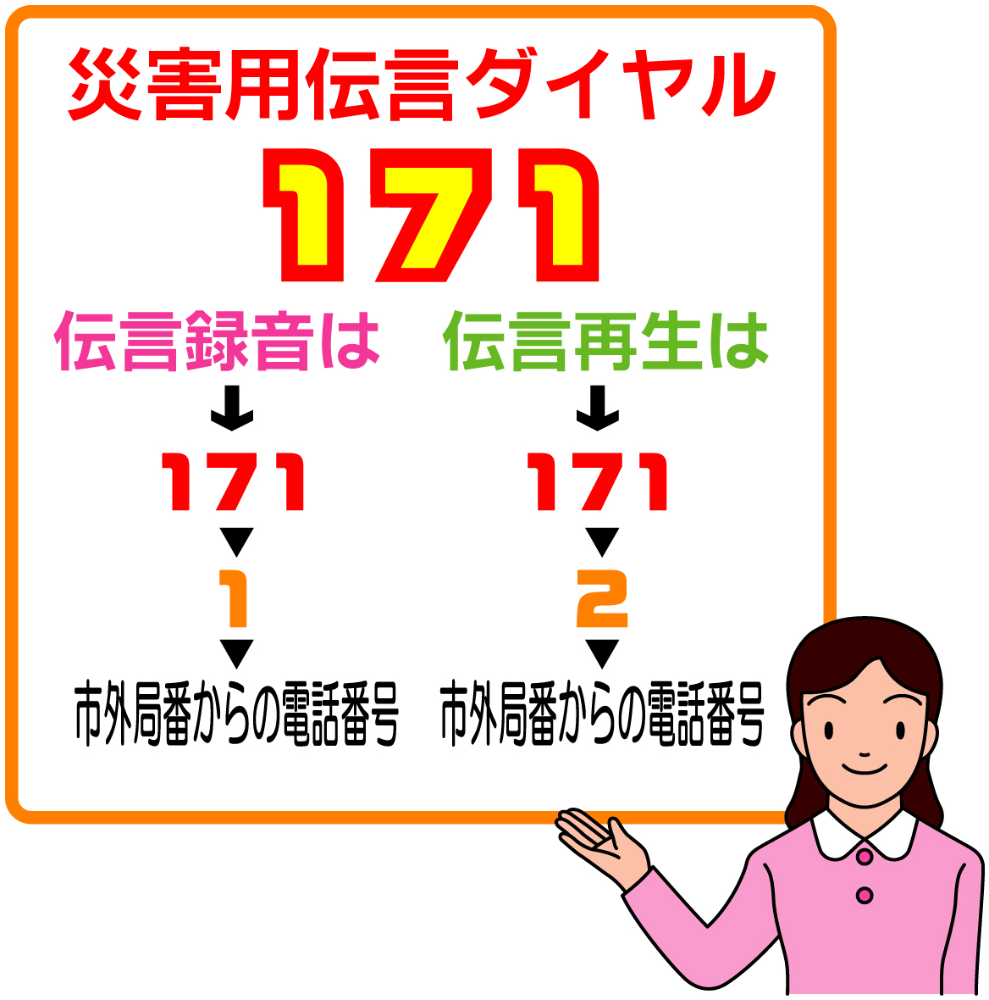 災害用伝言ダイヤル
171
伝言録音は
↓
171
▼
1
▼
市外局番からの電話番号
伝言再生は
↓
171
▼
2
▼
市外局番からの電話番号